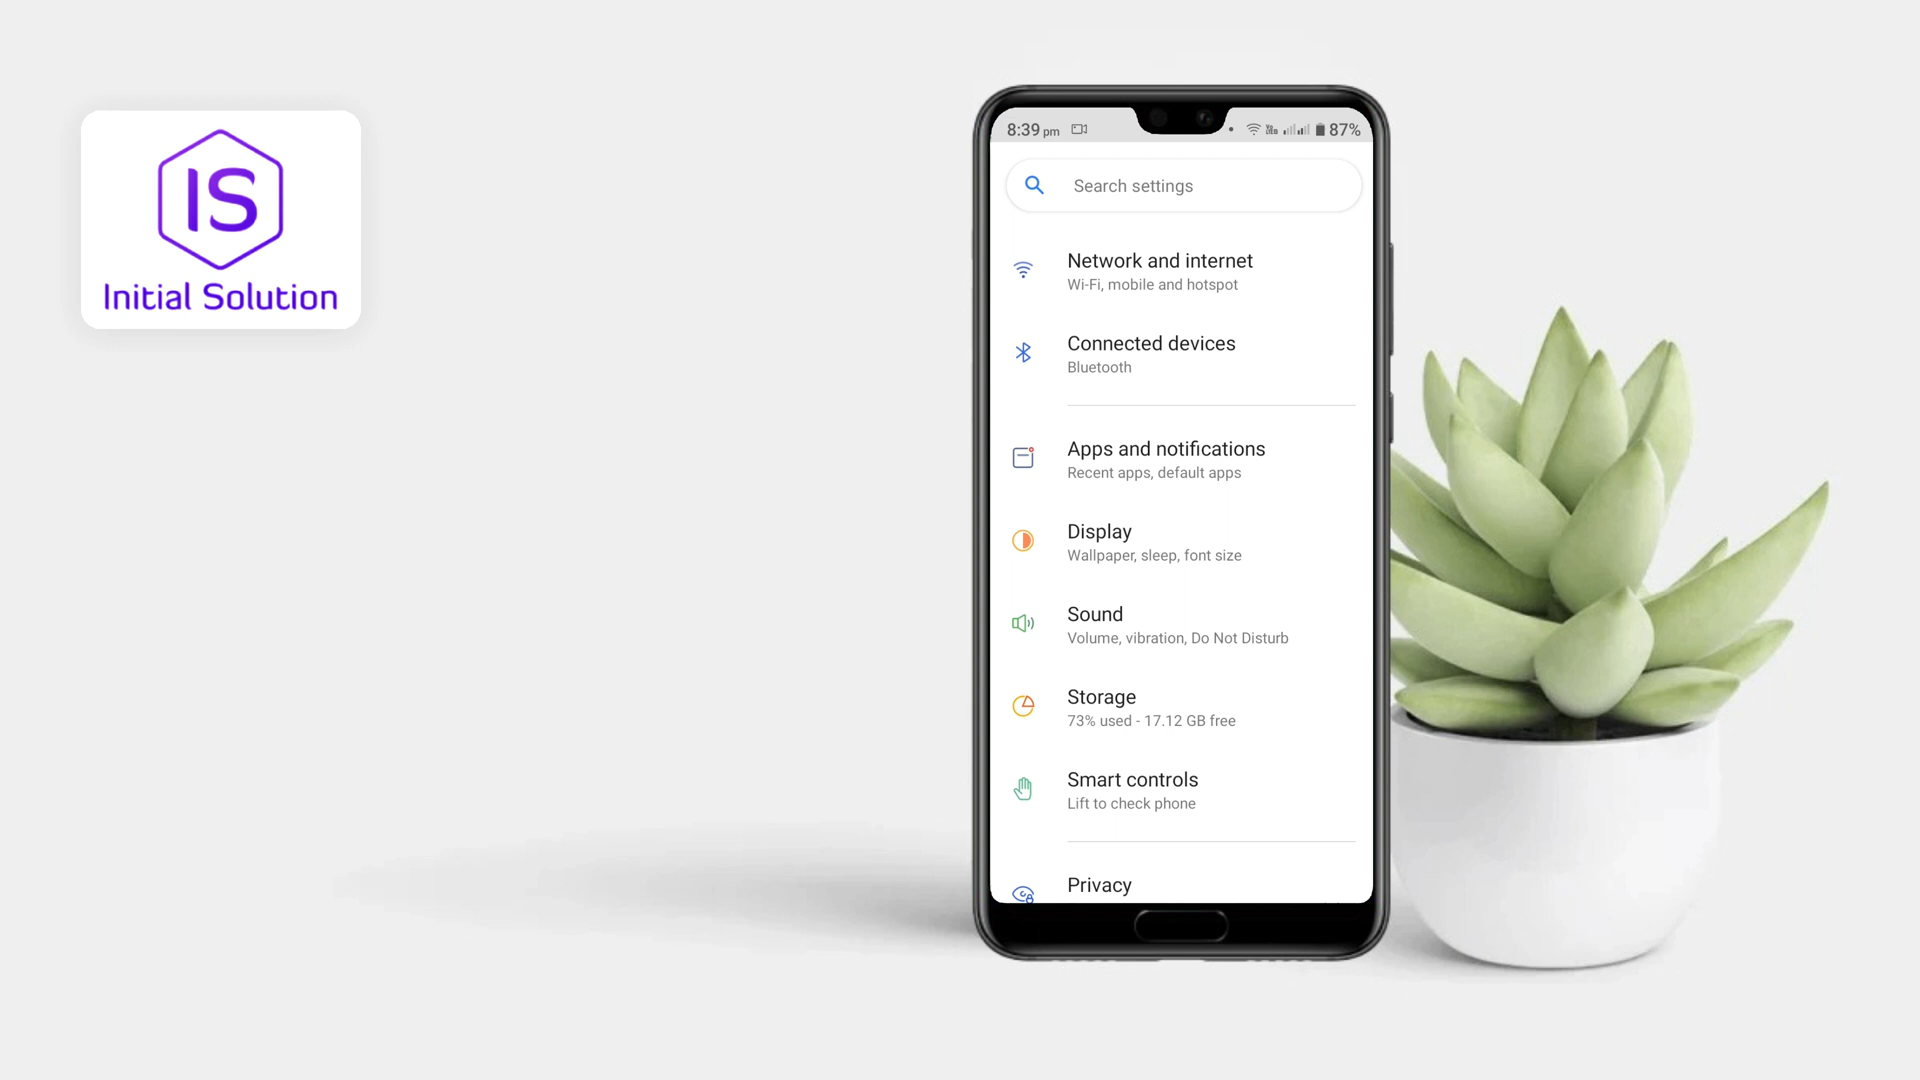 IS
Initial Solution
8:39 pm
87%
Search settings
Network and internet
Wi-Fi, mobile and hotspot
Connected devices
Bluetooth
Apps and notifications
Recent apps, default apps
Display
Wallpaper, sleep, font size
Sound
Volume, vibration, Do Not Disturb
Storage
73% used - 17.12 GB free
Smart controls
Lift to check phone
Privacy